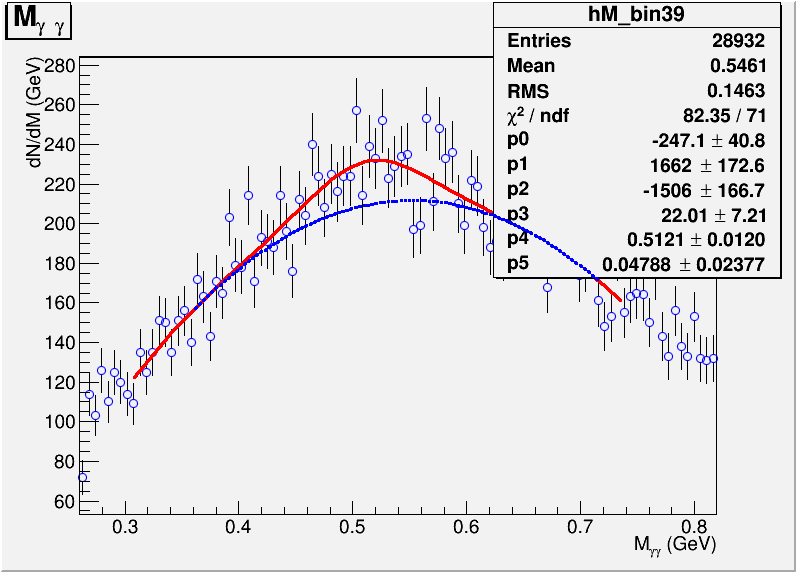 M_γγ
hM_bin39
Entries 28932
Mean 0.5461
RMS 0.1463
χ² / ndf 82.35 / 71
p0 -247.1 ± 40.8
p1 1662 ± 172.6
p2 -1506 ± 166.7
p3 22.01 ± 7.21
p4 0.5121 ± 0.0120
p5 0.04788 ± 0.02377
dN/dM (GeV)
280
260
240
220
200
180
160
140
120
100
80
60
0.3 0.4 0.5 0.6 0.7 0.8
M_γγ (GeV)